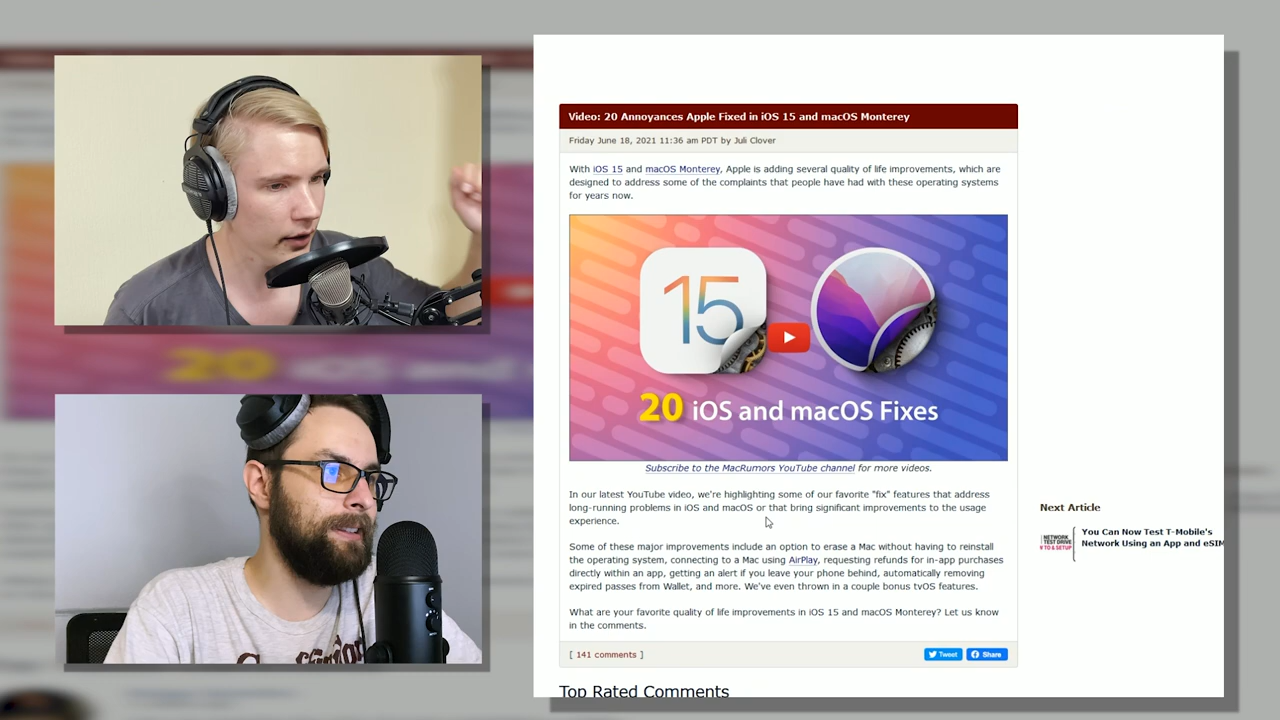 Video: 20 Annoyances Apple Fixed in iOS 15 and macOS Monterey
Friday June 18, 2021 11:36 am PDT by Juli Clover
With iOS 15 and macOS Monterey, Apple is adding several quality of life improvements, which are
designed to address some of the complaints that people have had with these operating systems
for years now.
15
20 iOS and macOS Fixes
Subscribe to the MacRumors YouTube channel for more videos.
In our latest YouTube video, we're highlighting some of our favorite "fix" features that address
long-running problems in iOS and macOS or that bring significant improvements to the usage
experience.
Some of these major improvements include an option to erase a Mac without having to reinstall
the operating system, connecting to a Mac using AirPlay, requesting refunds for in-app purchases
directly within an app, getting an alert if you leave your phone behind, automatically removing
expired passes from Wallet, and more. We've even thrown in a couple bonus tvOS features.
What are your favorite quality of life improvements in iOS 15 and macOS Monterey? Let us know
in the comments.
[ 141 comments ]
Tweet
Share
Top Rated Comments
Next Article
NETWORK
TEST DRIVE
You Can Now Test T-Mobile's
Network Using an App and eSIM
20 iOS and